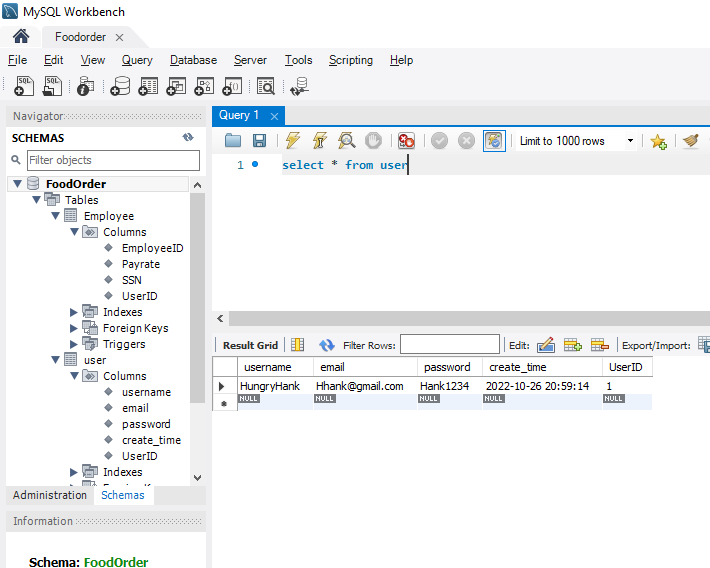 MySQL Workbench
Foodorder
File Edit View Query Database Server Tools Scripting Help
Navigator
SCHEMAS
Filter objects
FoodOrder
Tables
Employee
Columns
EmployeeID
Payrate
SSN
UserID
Indexes
Foreign Keys
Triggers
user
Columns
username
email
password
create_time
UserID
Indexes
Administration Schemas
Information
Schema: FoodOrder
Query 1
Limit to 1000 rows
1 select * from user
Result Grid Filter Rows: Edit: Export/Import:
username email password create_time UserID
HungryHank Hhank@gmail.com Hank1234 2022-10-26 20:59:14 1
NULL NULL NULL NULL NULL